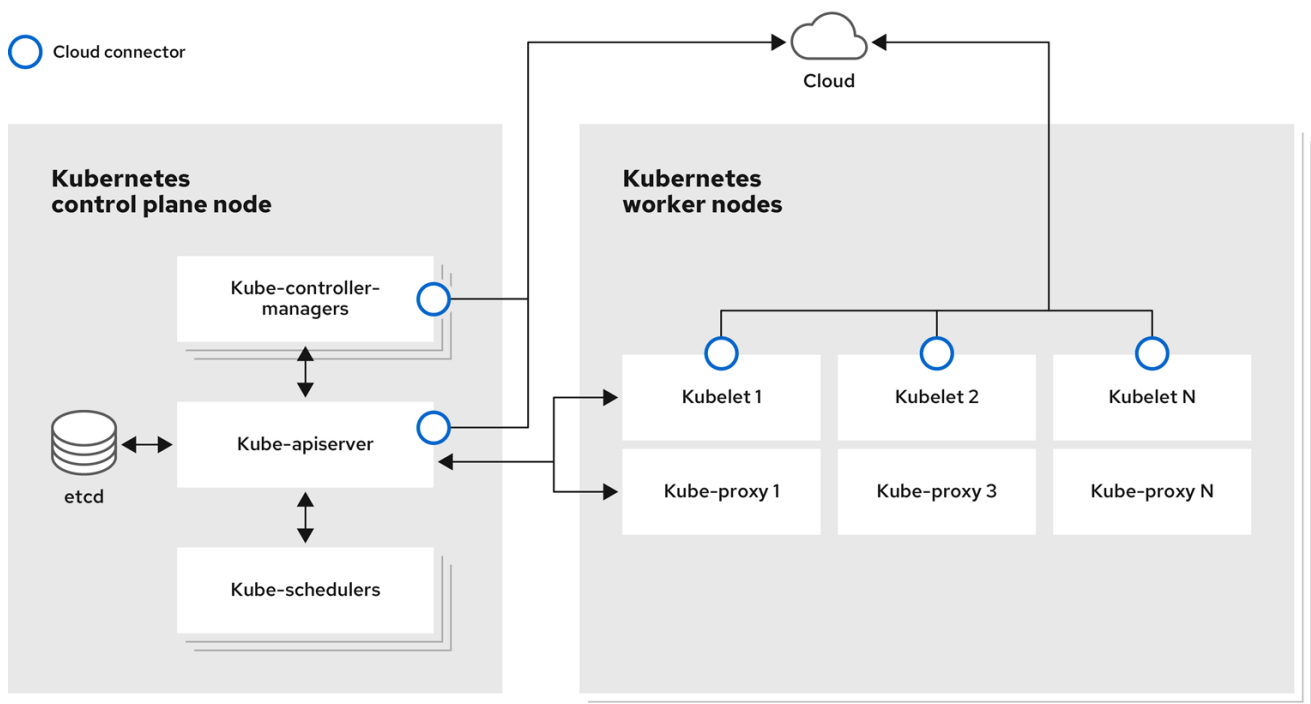 Cloud connector
Cloud
Kubernetes
control plane node
Kube-controller-
managers
Kube-apiserver
etcd
Kube-schedulers
Kubernetes
worker nodes
Kubelet 1
Kubelet 2
Kubelet N
Kube-proxy 1
Kube-proxy 3
Kube-proxy N